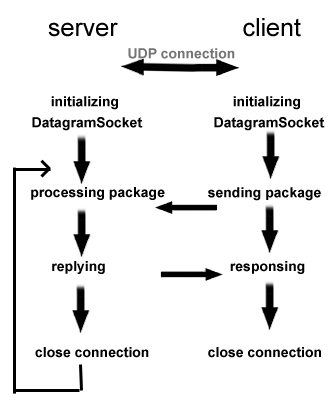 server client
UDP connection
initializing initializing
DatagramSocket DatagramSocket
processing package sending package
replying responsing
close connection close connection